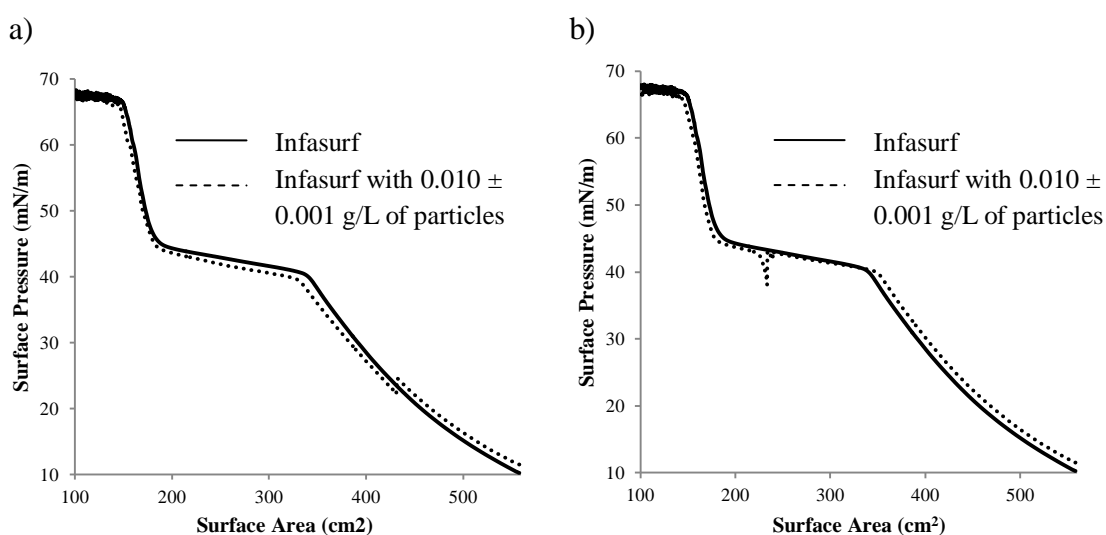 a)
70
60
50
40
30
20
10
Surface Pressure (mN/m)
100 200 300 400 500
Surface Area (cm2)
Infasurf
Infasurf with 0.010 ±
0.001 g/L of particles
b)
70
60
50
40
30
20
10
Surface Pressure (mN/m)
100 200 300 400 500
Surface Area (cm²)
Infasurf
Infasurf with 0.010 ±
0.001 g/L of particles